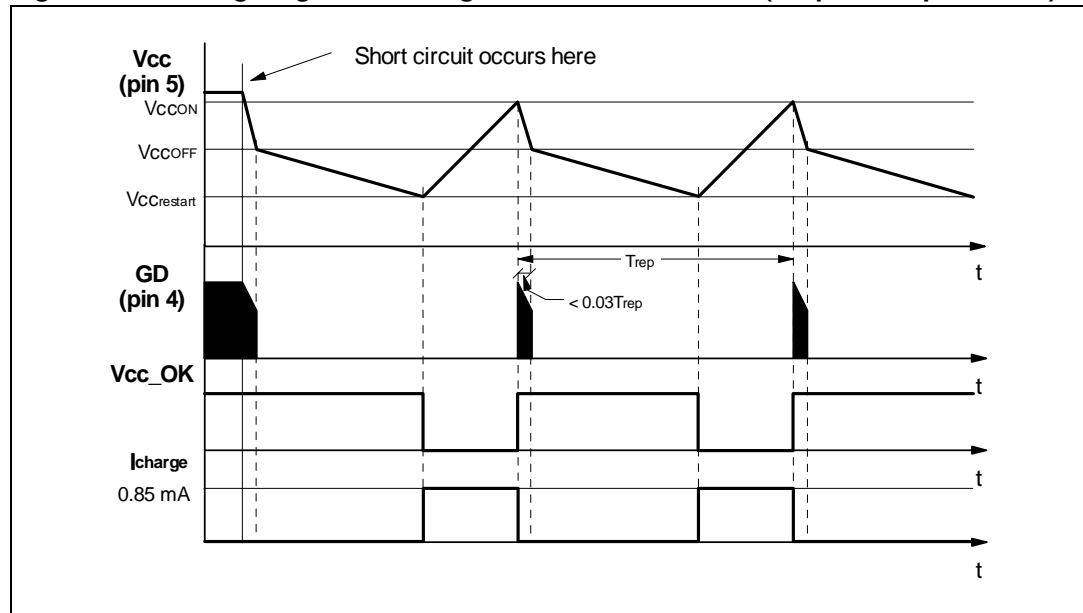 Short circuit occurs here
Vcc
(pin 5)
VccON
VccOFF
Vccrestart
t
Trep
GD
(pin 4)
< 0.03Trep
t
Vcc_OK
t
Icharge
0.85 mA
t